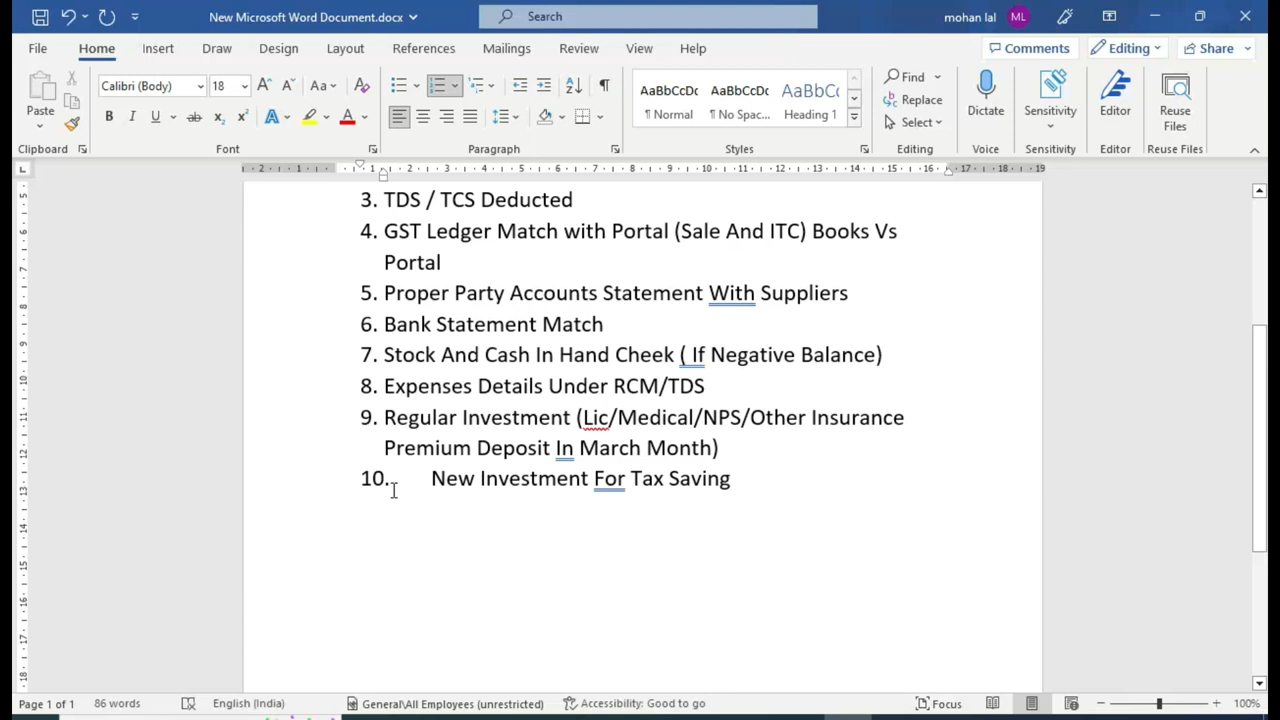 New Microsoft Word Document.docx
Search
mohan lal
ML
File
Home
Insert
Draw
Design
Layout
References
Mailings
Review
View
Help
Comments
Editing
Share
Paste
Calibri (Body)
18
Aa
AaBbCcDc
AaBbCcDc
AaBbCc
¶ Normal
¶ No Spac...
Heading 1
Find
Replace
Select
Dictate
Sensitivity
Editor
Reuse
Files
Clipboard
Font
Paragraph
Styles
Editing
Voice
Sensitivity
Editor
Reuse Files
3. TDS / TCS Deducted
4. GST Ledger Match with Portal (Sale And ITC) Books Vs
Portal
5. Proper Party Accounts Statement With Suppliers
6. Bank Statement Match
7. Stock And Cash In Hand Cheek ( If Negative Balance)
8. Expenses Details Under RCM/TDS
9. Regular Investment (Lic/Medical/NPS/Other Insurance
Premium Deposit In March Month)
10. New Investment For Tax Saving
Page 1 of 1
86 words
English (India)
General\All Employees (unrestricted)
Accessibility: Good to go
Focus
100%